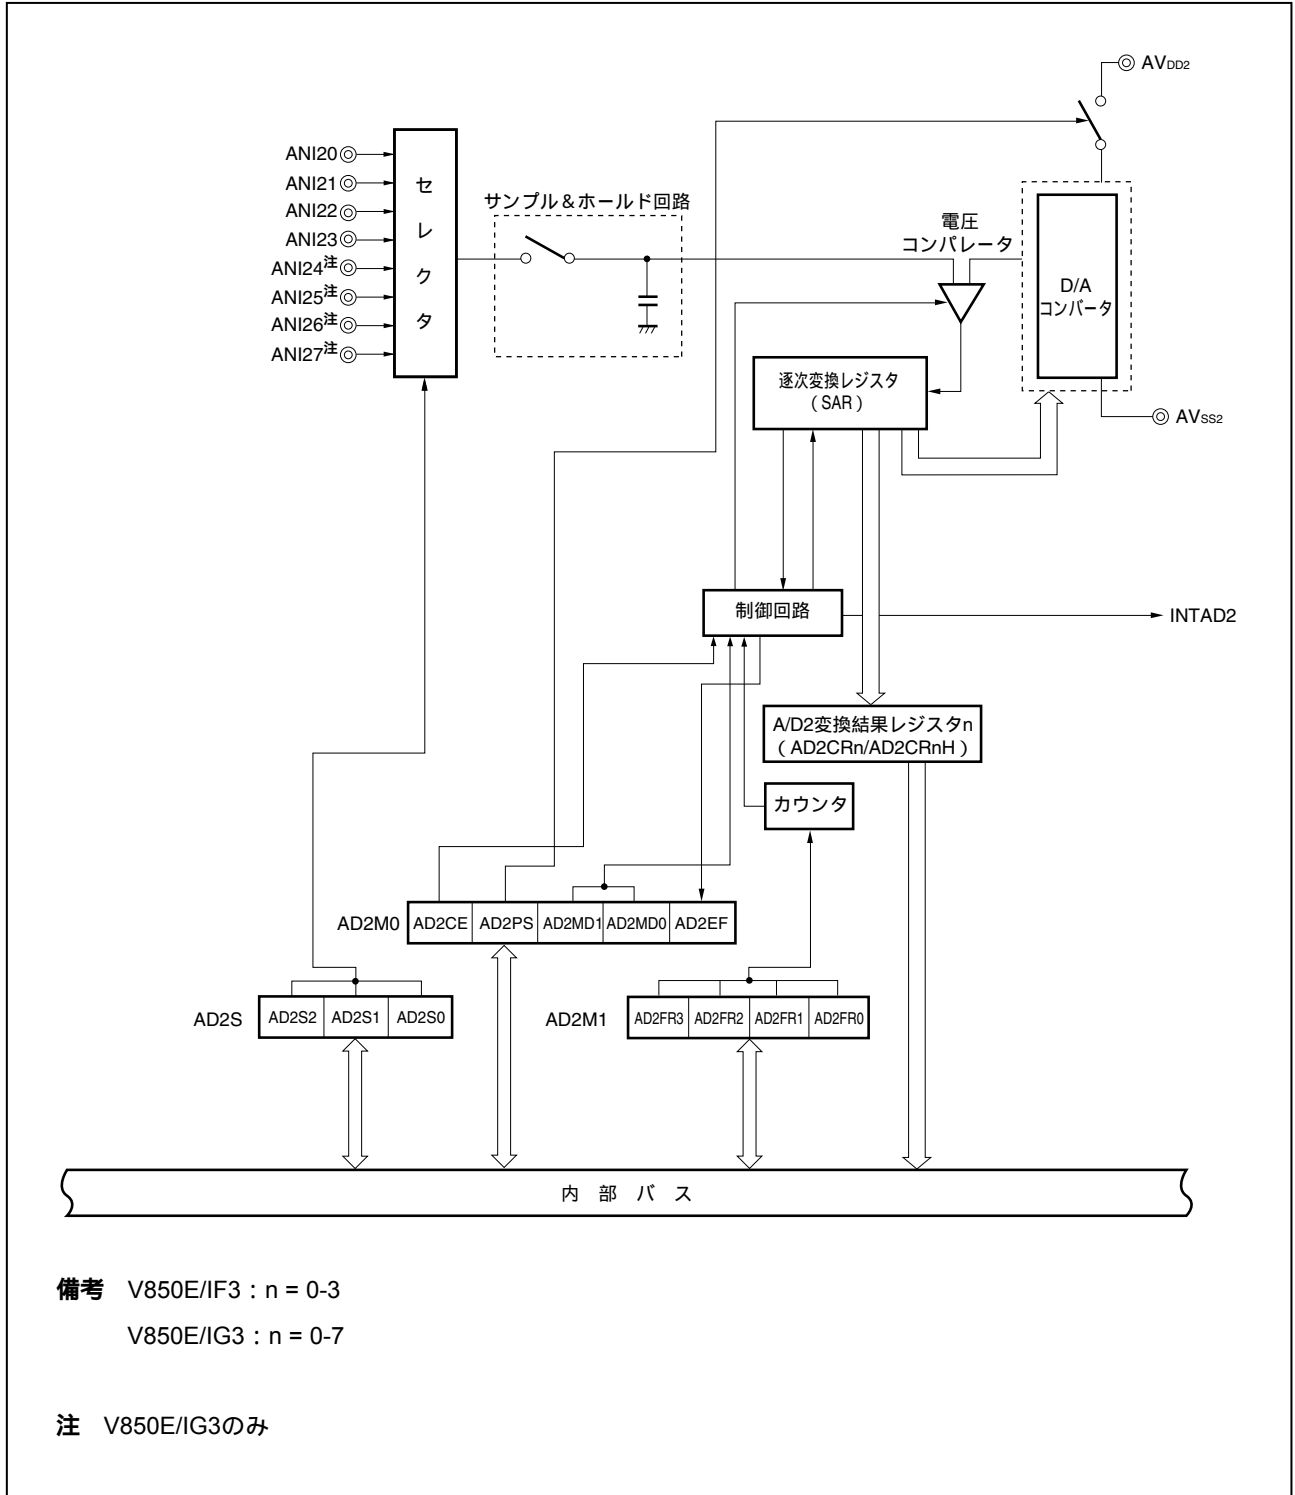 AVDD2
ANI20
ANI21
ANI22
ANI23
ANI24注
ANI25注
ANI26注
ANI27注
セレクタ
サンプル＆ホールド回路
電圧
コンパレータ
D/A
コンバータ
逐次変換レジスタ
（SAR）
AVSS2
制御回路
INTAD2
A/D2変換結果レジスタn
（AD2CRn/AD2CRnH）
カウンタ
AD2M0 AD2CE AD2PS AD2MD1 AD2MD0 AD2EF
AD2S AD2S2 AD2S1 AD2S0
AD2M1 AD2FR3 AD2FR2 AD2FR1 AD2FR0
内 部 バ ス
備考 V850E/IF3：n = 0-3
V850E/IG3：n = 0-7
注 V850E/IG3のみ